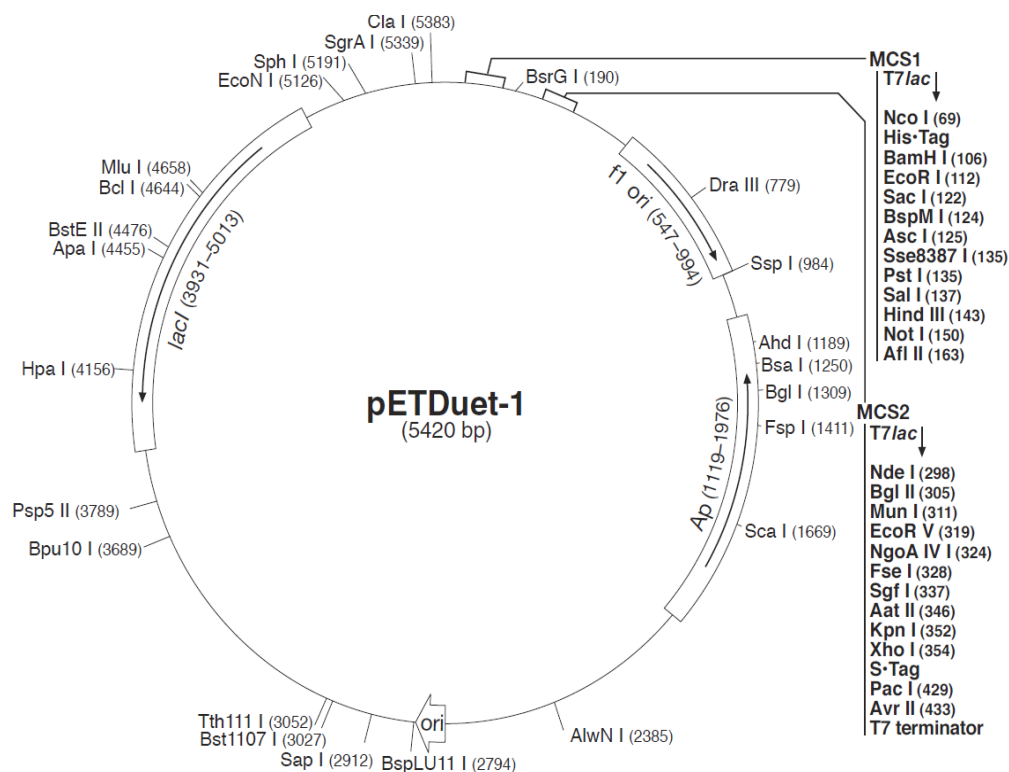 Cla I (5383)
SgrA I (5339)
Sph I (5191)
EcoN I (5126)
BsrG I (190)
MCS1
T7lac
Nco I (69)
His•Tag
BamH I (106)
EcoR I (112)
Sac I (122)
BspM I (124)
Asc I (125)
Sse8387 I (135)
Pst I (135)
Sal I (137)
Hind III (143)
Not I (150)
Afl II (163)
Mlu I (4658)
Bcl I (4644)
BstE II (4476)
Apa I (4455)
lacI (3931–5013)
Hpa I (4156)
f1 ori (547–994)
Dra III (779)
Ssp I (984)
Ahd I (1189)
Bsa I (1250)
Bgl I (1309)
Fsp I (1411)
Ap (1119–1976)
Sca I (1669)
pETDuet-1
(5420 bp)
MCS2
T7lac
Nde I (298)
Bgl II (305)
Mun I (311)
EcoR V (319)
NgoA IV I (324)
Fse I (328)
Sgf I (337)
Aat II (346)
Kpn I (352)
Xho I (354)
S•Tag
Pac I (429)
Avr II (433)
T7 terminator
Psp5 II (3789)
Bpu10 I (3689)
Tth111 I (3052)
Bst1107 I (3027)
Sap I (2912)
BspLU11 I (2794)
ori
AlwN I (2385)